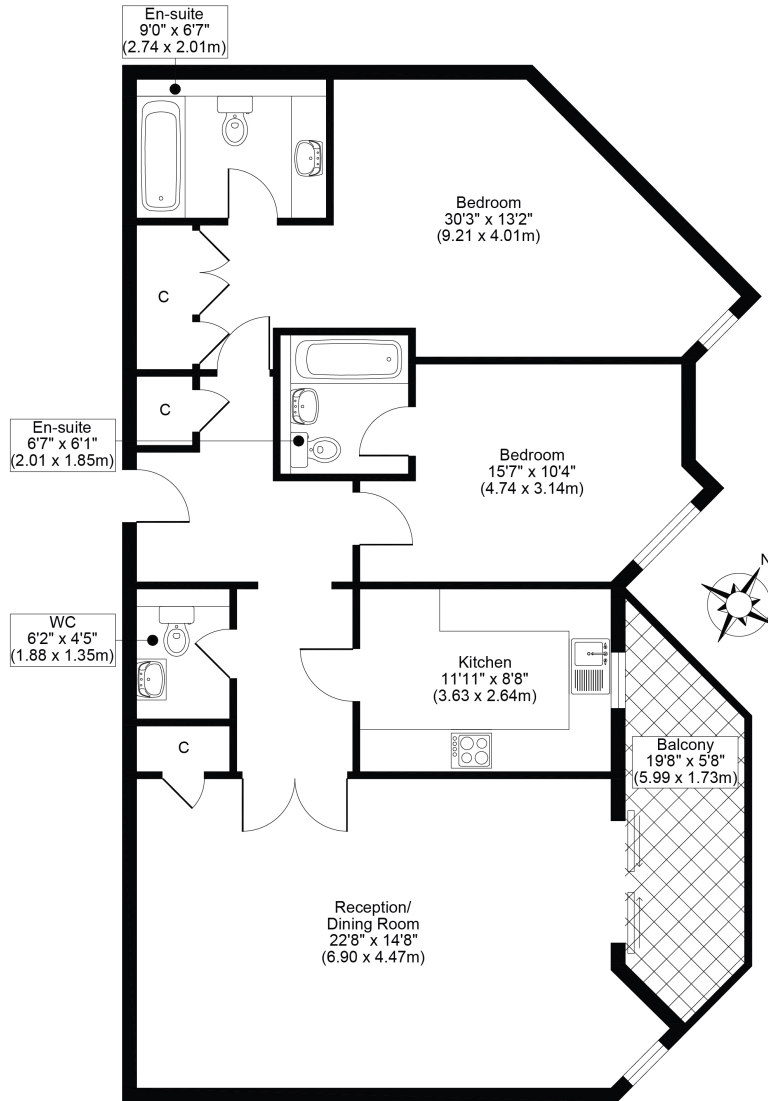 En-suite
9'0" x 6'7"
(2.74 x 2.01m)
Bedroom
30'3" x 13'2"
(9.21 x 4.01m)
C
C
En-suite
6'7" x 6'1"
(2.01 x 1.85m)
Bedroom
15'7" x 10'4"
(4.74 x 3.14m)
N
WC
6'2" x 4'5"
(1.88 x 1.35m)
Kitchen
11'11" x 8'8"
(3.63 x 2.64m)
C
Balcony
19'8" x 5'8"
(5.99 x 1.73m)
Reception/
Dining Room
22'8" x 14'8"
(6.90 x 4.47m)